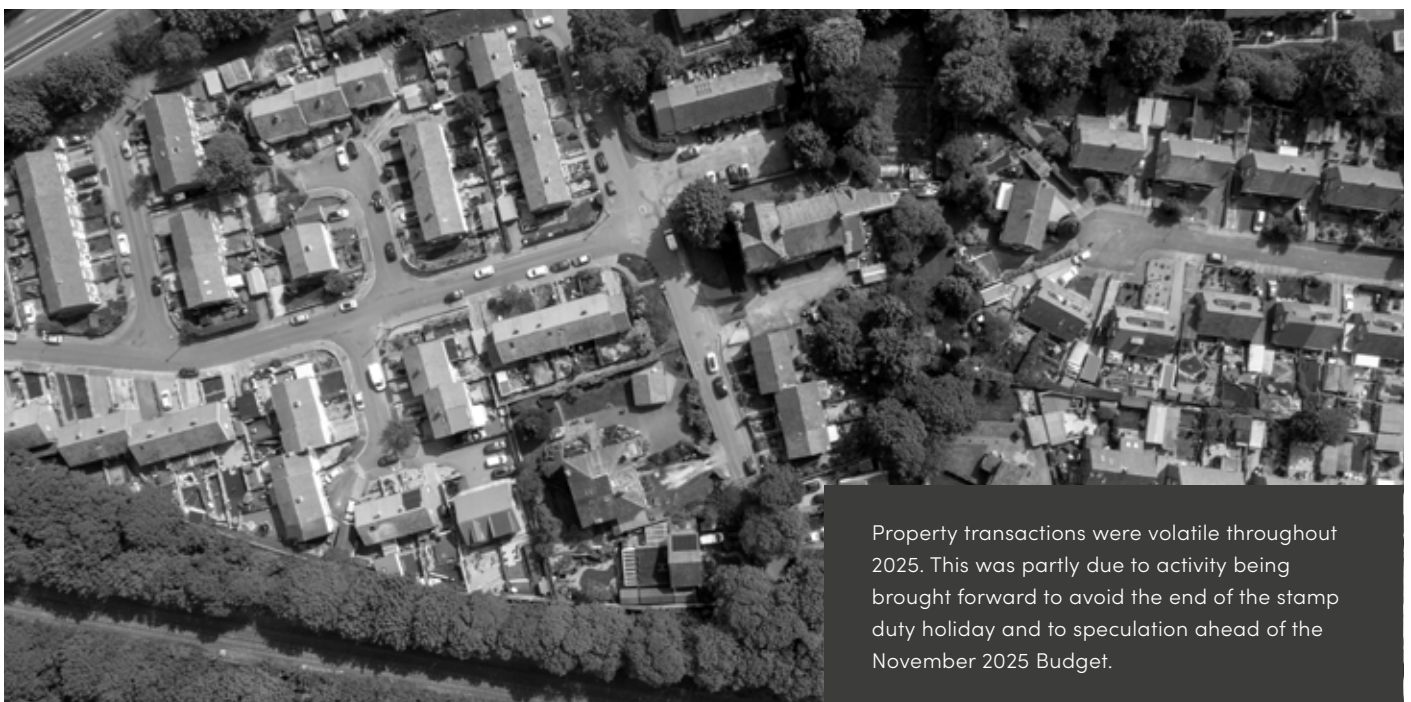 Property transactions were volatile throughout
2025. This was partly due to activity being
brought forward to avoid the end of the stamp
duty holiday and to speculation ahead of the
November 2025 Budget.